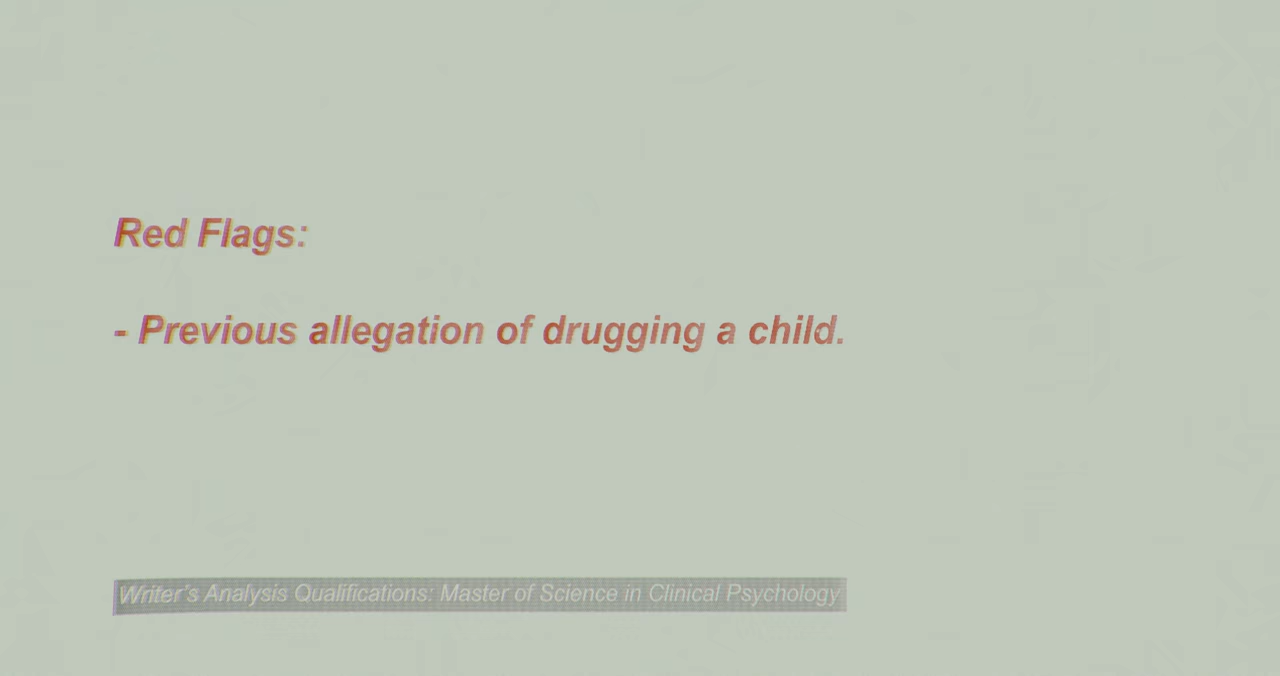 Red Flags:
- Previous allegation of drugging a child.
Writer's Analysis Qualifications: Master of Science in Clinical Psychology